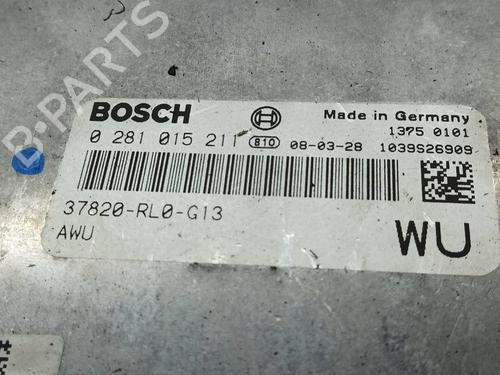 B-PARTS
BOSCH
Made in Germany
1375 0101
0 281 015 211 810 08-03-28 1039S26909
37820-RL0-G13
AWU
WU